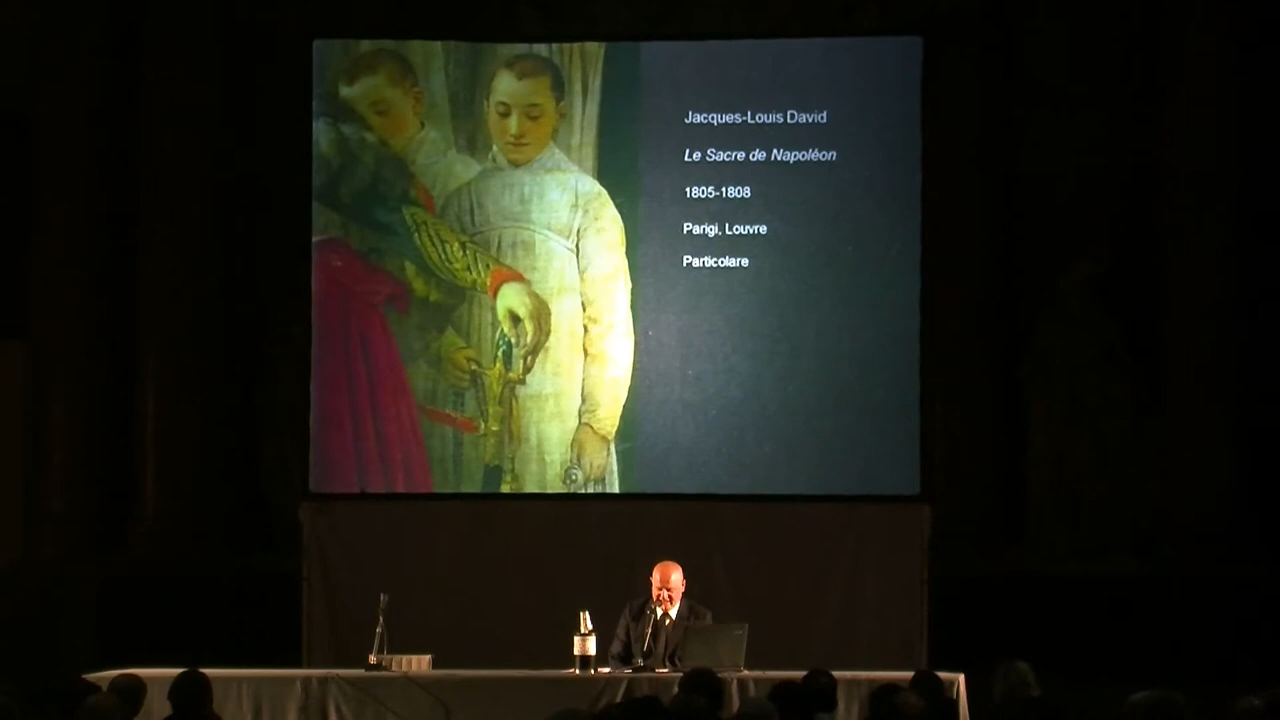 Jacques-Louis David
Le Sacre de Napoléon
1805-1808
Parigi, Louvre
Particolare